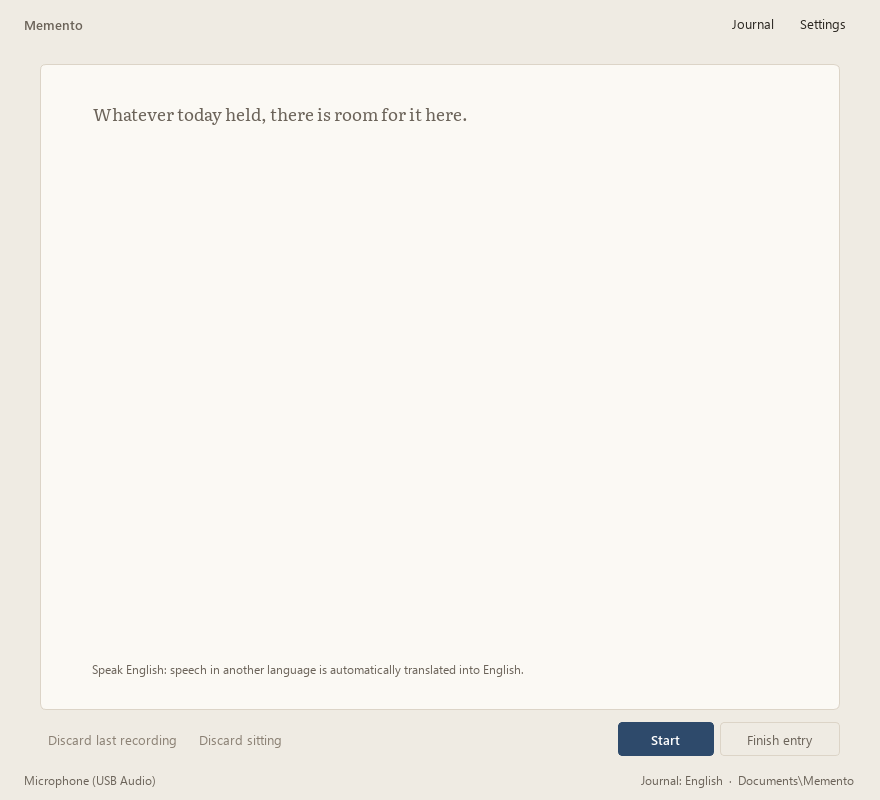 Memento
Journal Settings
Whatever today held, there is room for it here.
Speak English: speech in another language is automatically translated into English.
Discard last recording Discard sitting
Start Finish entry
Microphone (USB Audio)
Journal: English · Documents\Memento